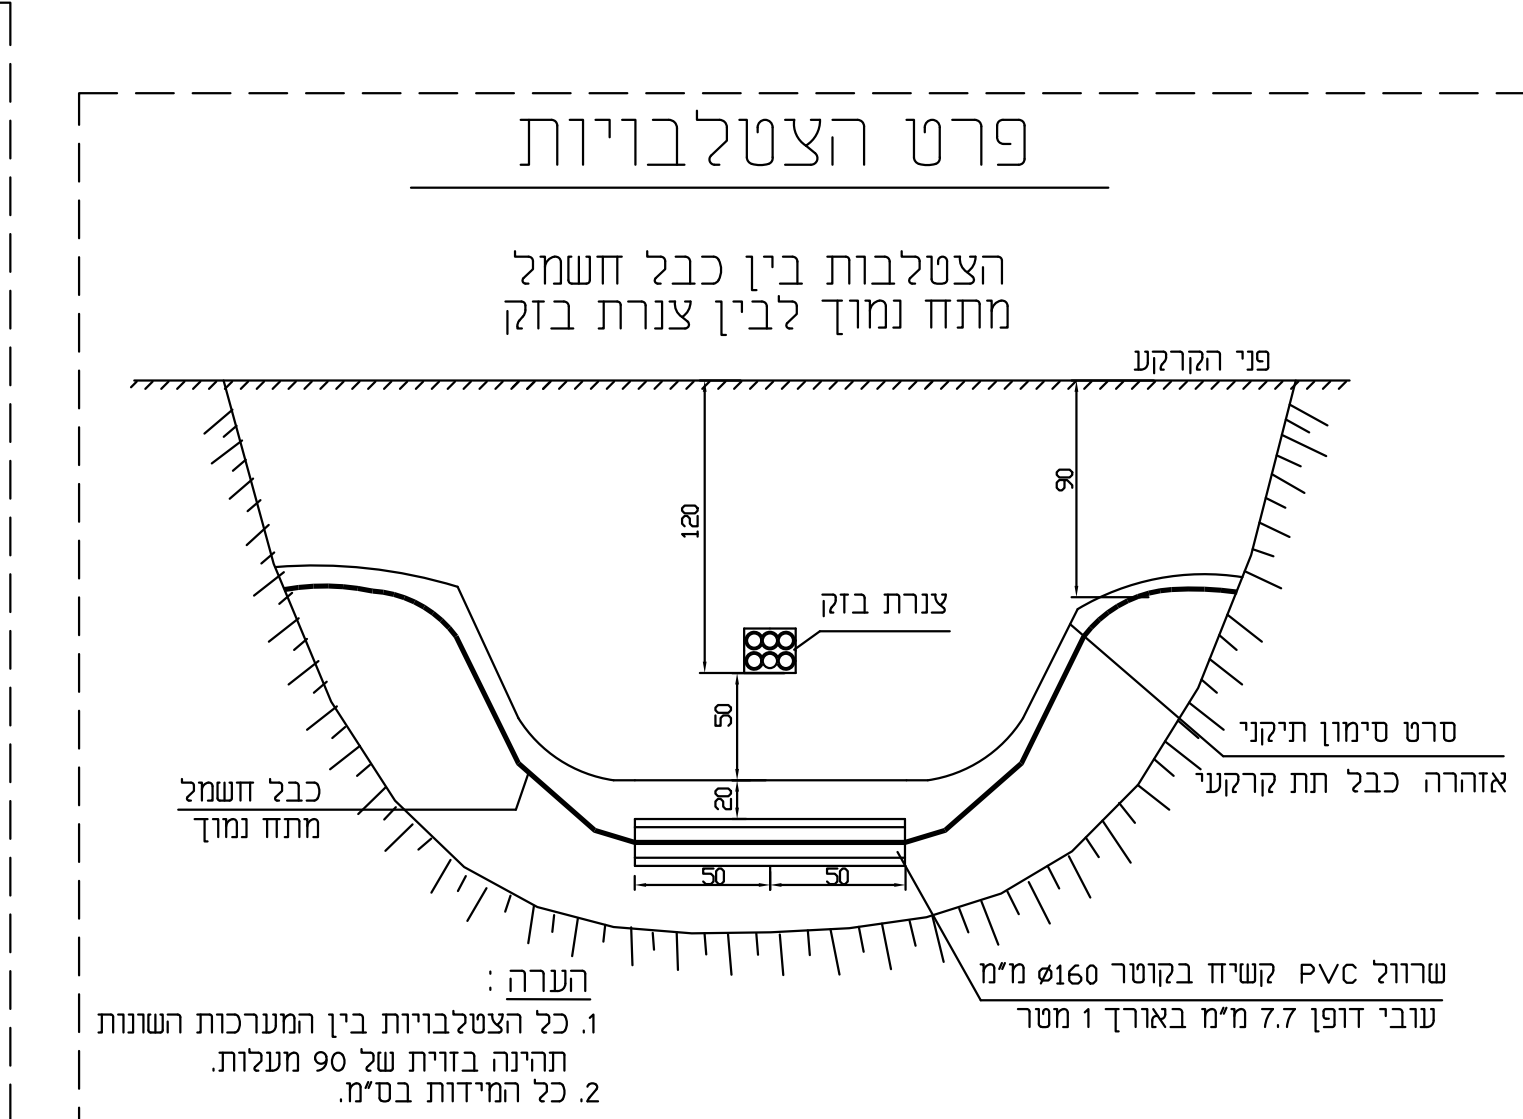 פרט הצטלבויות
הצטלבות בין כבל חשמל
מתח נמוך לבין צנרת בזק
פני הקרקע
90
120
צנרת בזק
50
סרט סימון תיקני
אזהרה כבל תת קרקעי
כבל חשמל
מתח נמוך
20
50 50
שרוול PVC קשיח בקוטר ø160 מ"מ
עובי דופן 7.7 מ"מ באורך 1 מטר
הערה :
1. כל הצטלבויות בין המערכות השונות
תהינה בזוית של 90 מעלות.
2. כל המידות בס"מ.